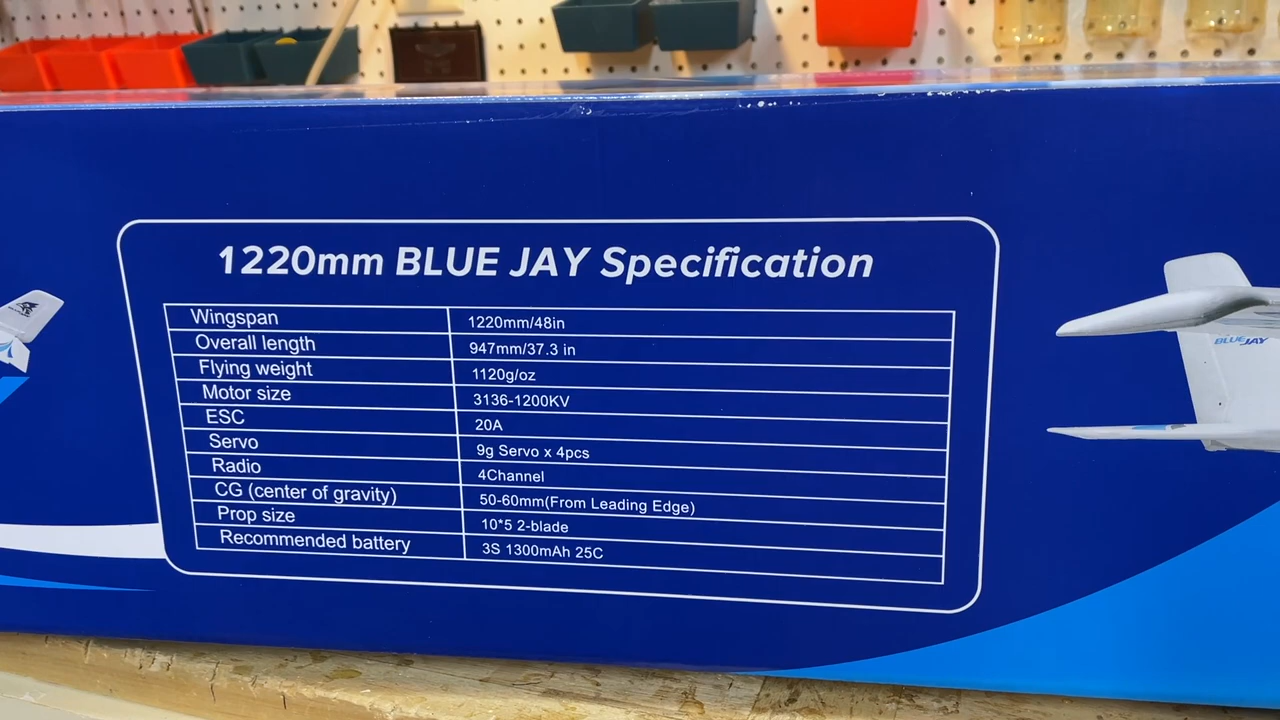 1220mm BLUE JAY Specification
Wingspan 1220mm/48in
Overall length 947mm/37.3 in
Flying weight 1120g/oz
Motor size 3136-1200KV
ESC 20A
Servo 9g Servo x 4pcs
Radio 4Channel
CG (center of gravity) 50-60mm(From Leading Edge)
Prop size 10*5 2-blade
Recommended battery 3S 1300mAh 25C
BLUE JAY